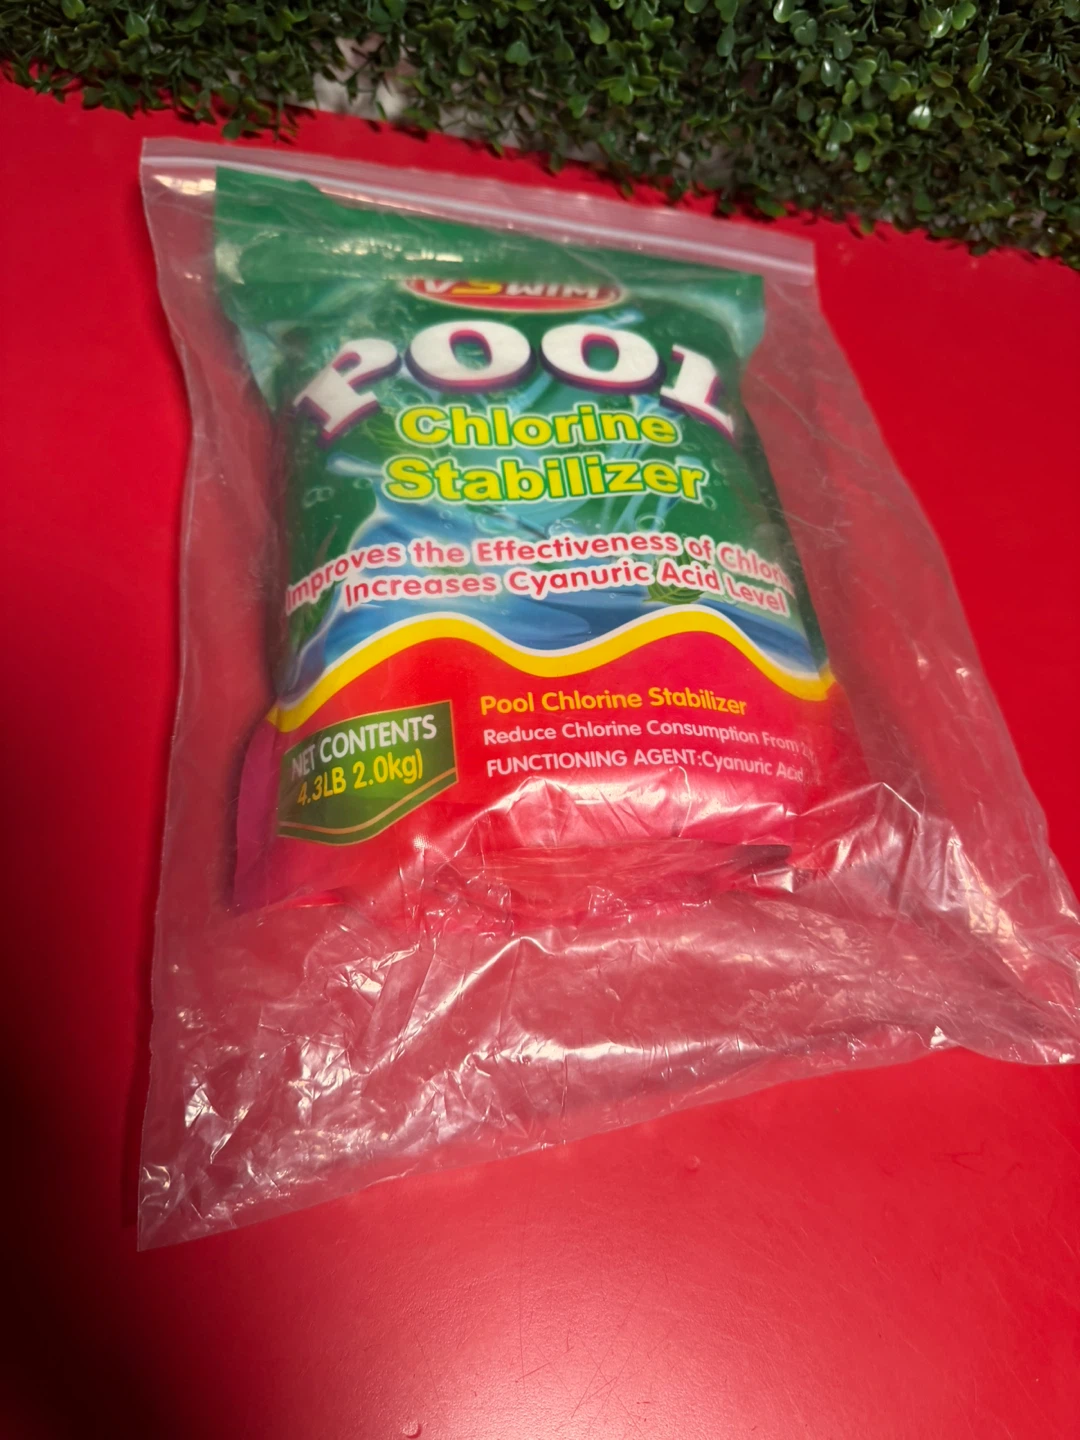 VSWIM
POOL
Chlorine
Stabilizer
Improves the Effectiveness of
Increases Cyanuric Acid Level
Pool Chlorine Stabilizer
Reduce Chlorine Consumption From
FUNCTIONING AGENT:Cyanuric Acid
NET CONTENTS
4.3LB 2.0kg)